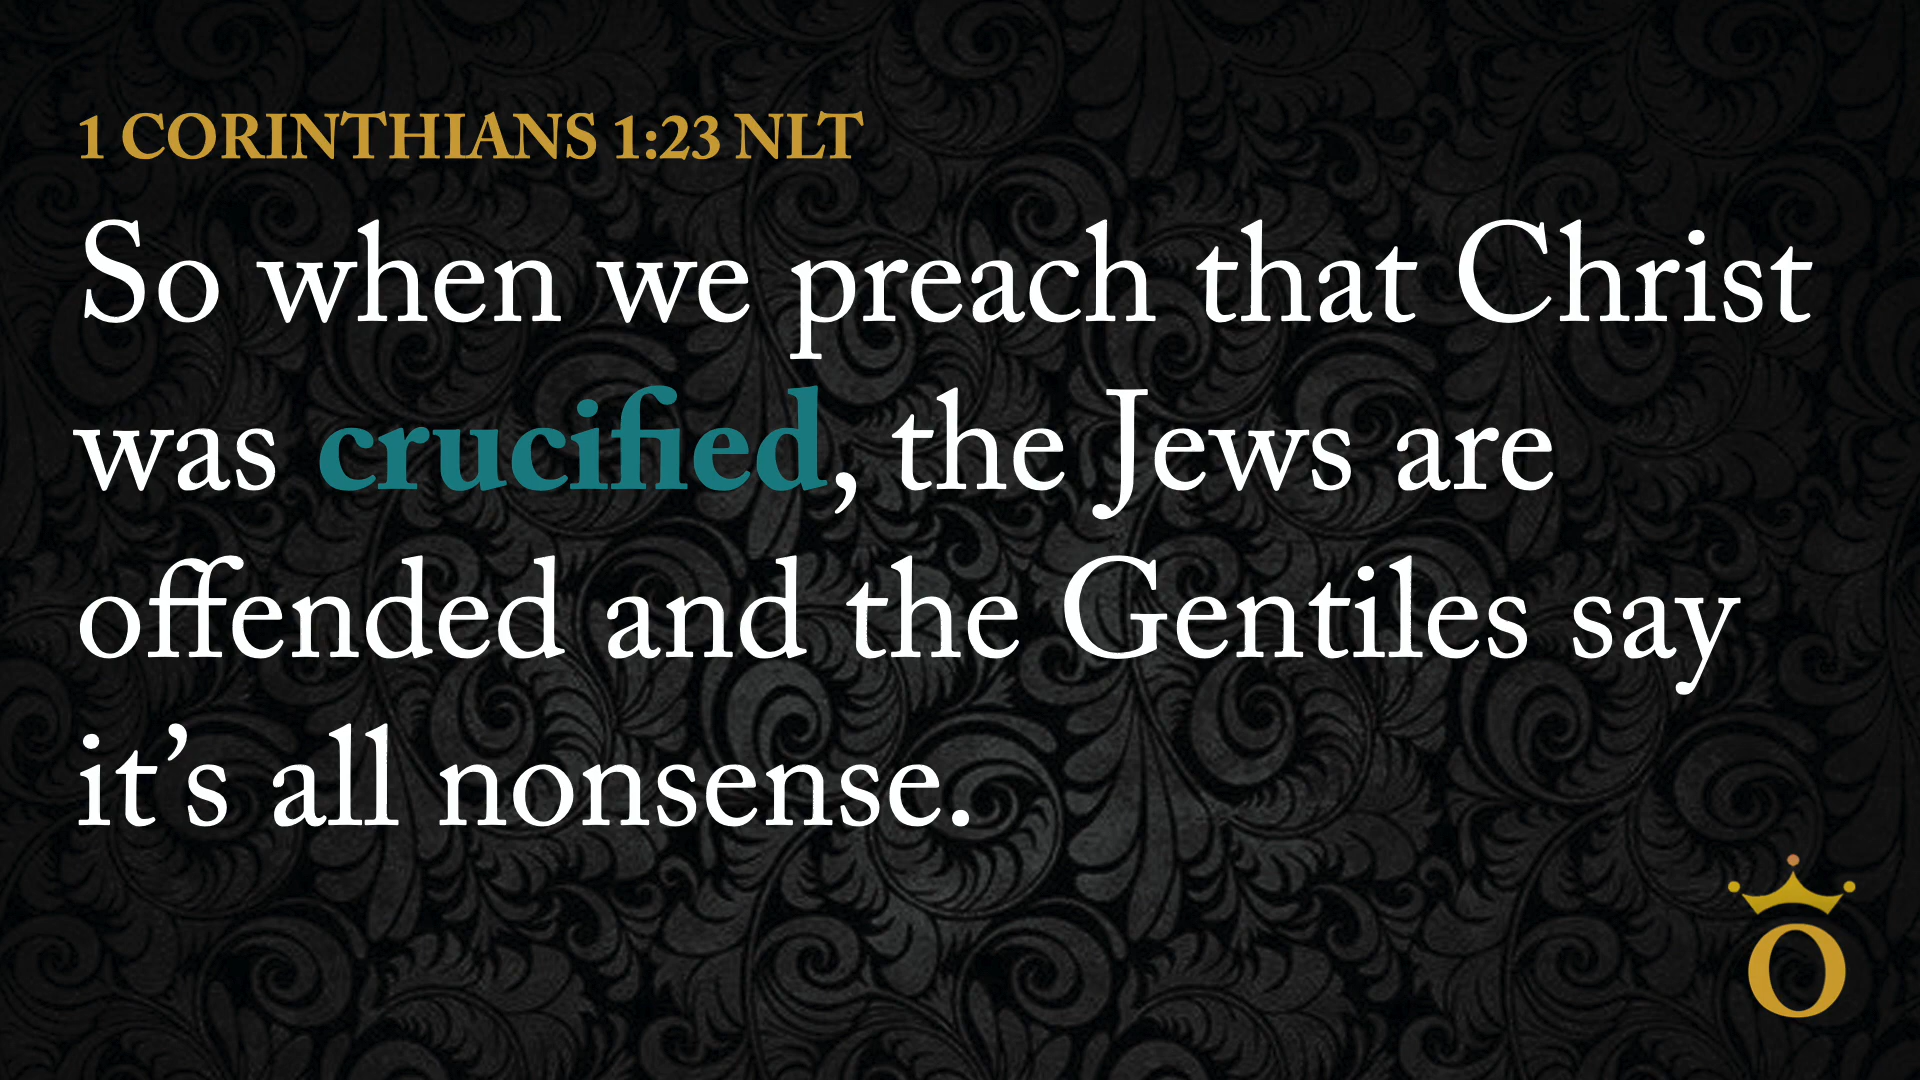 1 CORINTHIANS 1:23 NLT
So when we preach that Christ
was crucified, the Jews are
offended and the Gentiles say
it’s all nonsense.
O